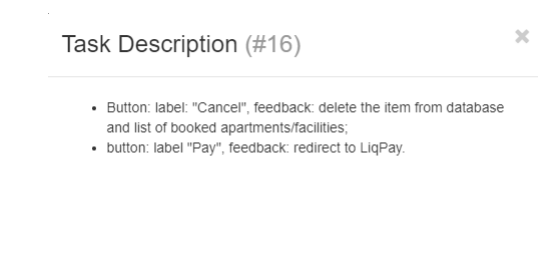 Task Description (#16)
×
• Button: label: "Cancel", feedback: delete the item from database
and list of booked apartments/facilities;
• button: label "Pay", feedback: redirect to LiqPay.